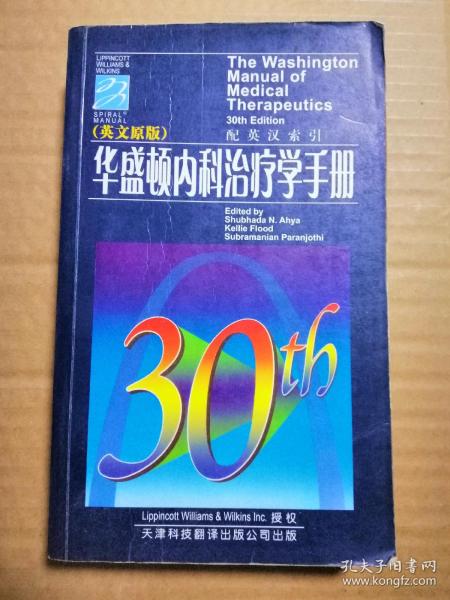 LIPPINCOTT
WILLIAMS &
WILKINS
SPIRAL®
MANUAL
The Washington
Manual of
Medical
Therapeutics
30th Edition
(英文原版)
配英汉索引
华盛顿内科治疗学手册
Edited by
Shubhada N. Ahya
Kellie Flood
Subramanian Paranjothi
30th
Lippincott Williams & Wilkins Inc. 授权
天津科技翻译出版公司出版
孔夫子旧书网
www.kongfz.com